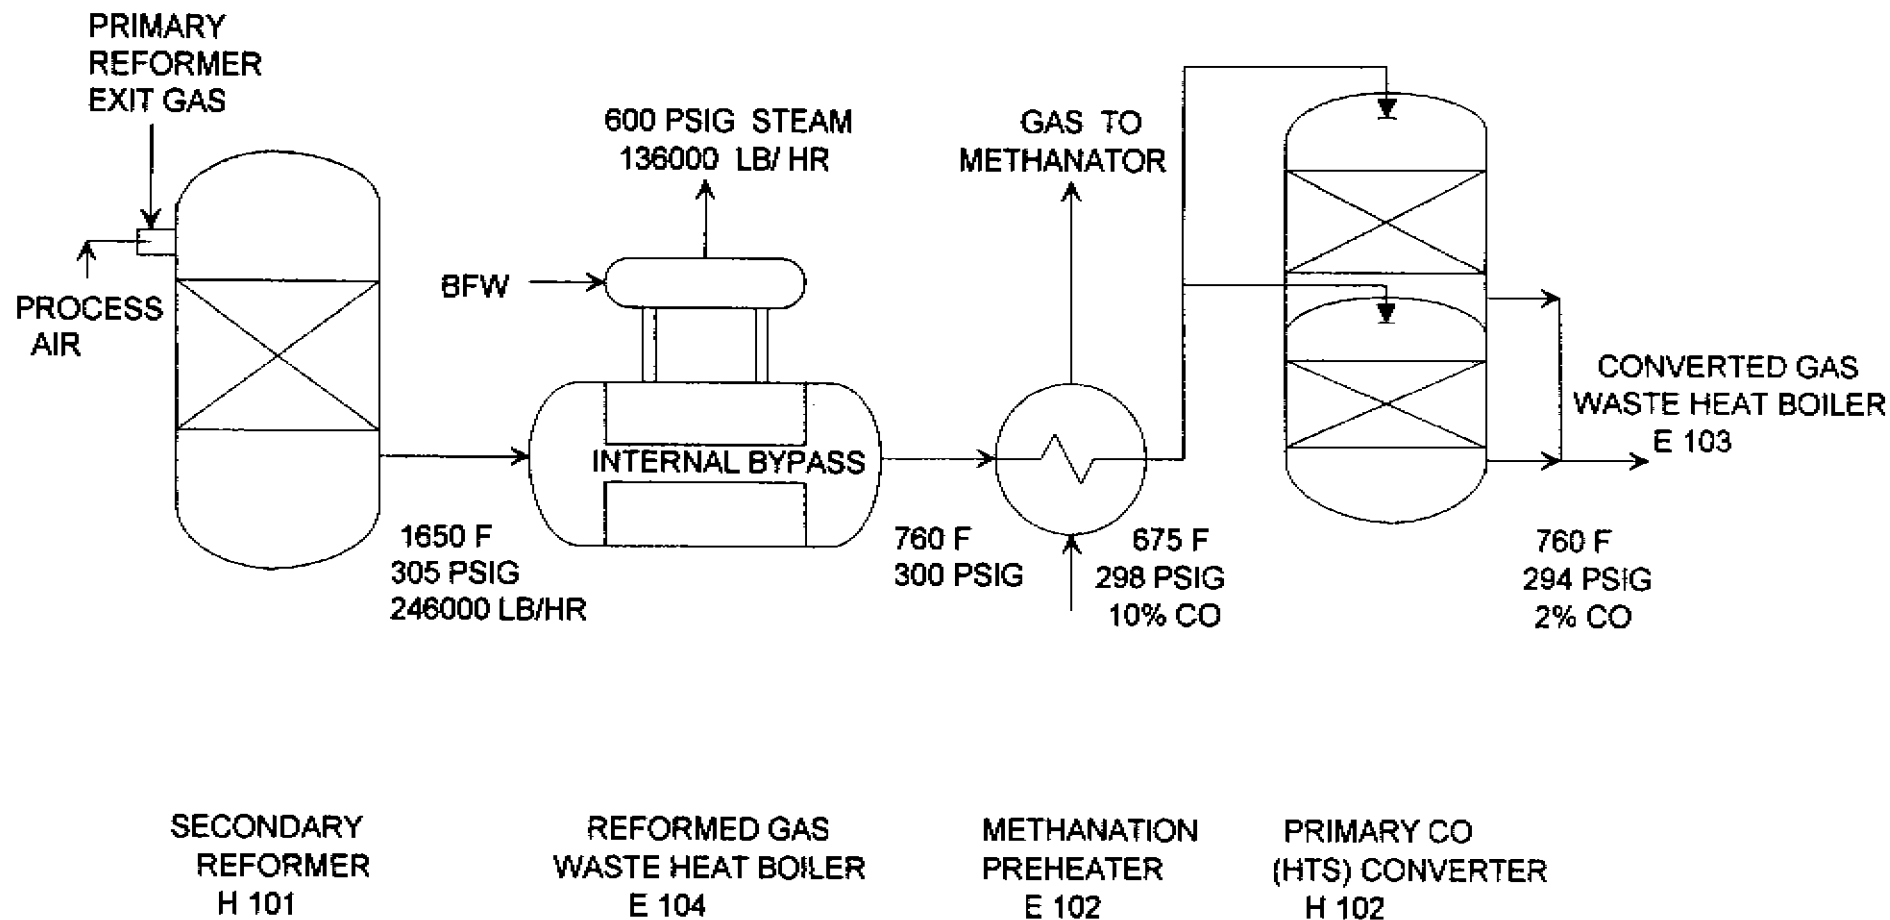 PRIMARY
REFORMER
EXIT GAS
600 PSIG STEAM
136000 LB/ HR
GAS TO
METHANATOR
BFW
PROCESS
AIR
INTERNAL BYPASS
CONVERTED GAS
WASTE HEAT BOILER
E 103
1650 F
305 PSIG
246000 LB/HR
760 F
300 PSIG
675 F
298 PSIG
10% CO
760 F
294 PSIG
2% CO
SECONDARY
REFORMER
H 101
REFORMED GAS
WASTE HEAT BOILER
E 104
METHANATION
PREHEATER
E 102
PRIMARY CO
(HTS) CONVERTER
H 102